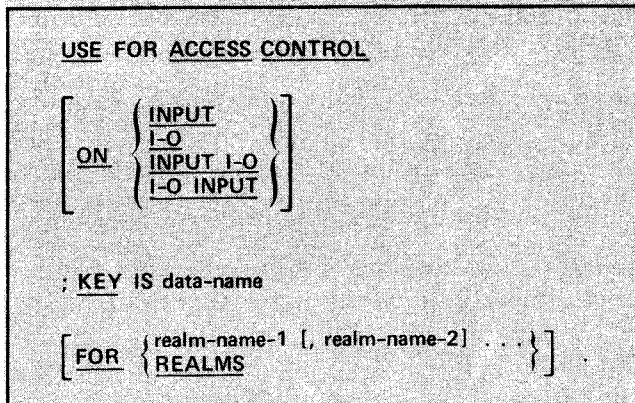 USE FOR ACCESS CONTROL
INPUT
I-O
ON
INPUT I-O
I-O INPUT
; KEY IS data-name
FOR
realm-name-1 [, realm-name-2] . . .
REALMS
.